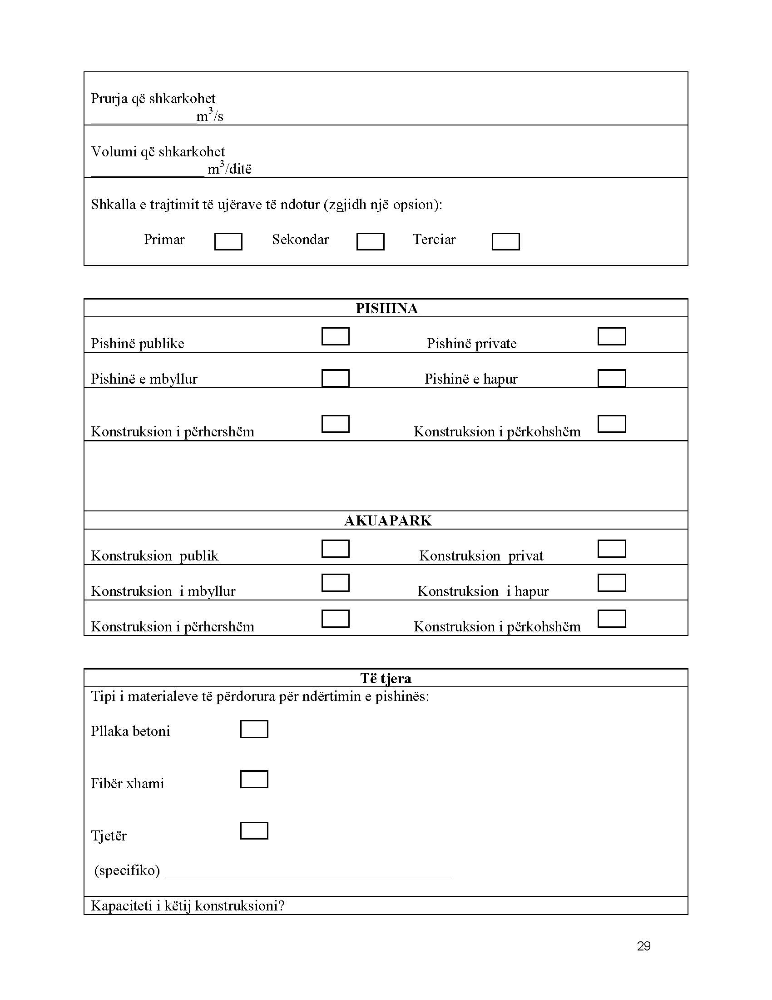 Prurja që shkarkohet
______________m³/s
Volumi që shkarkohet
_______________ m³/ditë
Shkalla e trajtimit të ujërave të ndotur (zgjidh një opsion):
Primar Sekondar Terciar
PISHINA
Pishinë publike Pishinë private
Pishinë e mbyllur Pishinë e hapur
Konstruksion i përhershëm Konstruksion i përkohshëm
AKUAPARK
Konstruksion publik Konstruksion privat
Konstruksion i mbyllur Konstruksion i hapur
Konstruksion i përhershëm Konstruksion i përkohshëm
Të tjera
Tipi i materialeve të përdorura për ndërtimin e pishinës:
Pllaka betoni
Fibër xhami
Tjetër
(specifiko) ______________________________________
Kapaciteti i këtij konstruksioni?
29